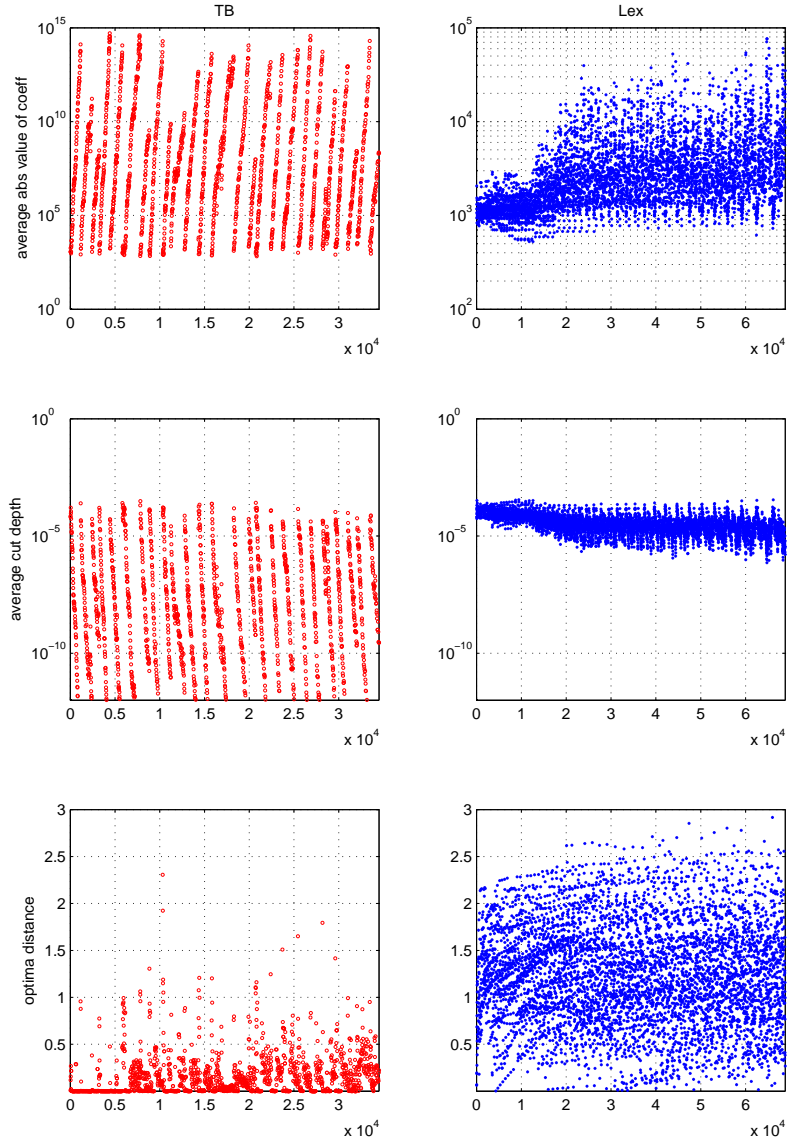 TB
Lex
average abs value of coeff
10^15
10^10
10^5
10^0
0 0.5 1 1.5 2 2.5 3
x 10^4
10^5
10^4
10^3
10^2
0 1 2 3 4 5 6
x 10^4
average cut depth
10^0
10^-5
10^-10
0 0.5 1 1.5 2 2.5 3
x 10^4
10^0
10^-5
10^-10
0 1 2 3 4 5 6
x 10^4
optima distance
3
2.5
2
1.5
1
0.5
0 0.5 1 1.5 2 2.5 3
x 10^4
3
2.5
2
1.5
1
0.5
0 1 2 3 4 5 6
x 10^4